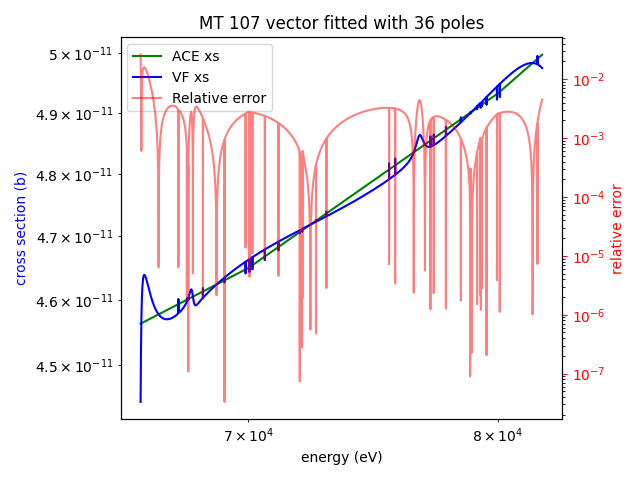 MT 107 vector fitted with 36 poles
ACE xs
VF xs
Relative error
cross section (b)
5 × 10⁻¹¹
4.9 × 10⁻¹¹
4.8 × 10⁻¹¹
4.7 × 10⁻¹¹
4.6 × 10⁻¹¹
4.5 × 10⁻¹¹
10⁻²
10⁻³
10⁻⁴
10⁻⁵
10⁻⁶
10⁻⁷
relative error
7 × 10⁴
8 × 10⁴
energy (eV)